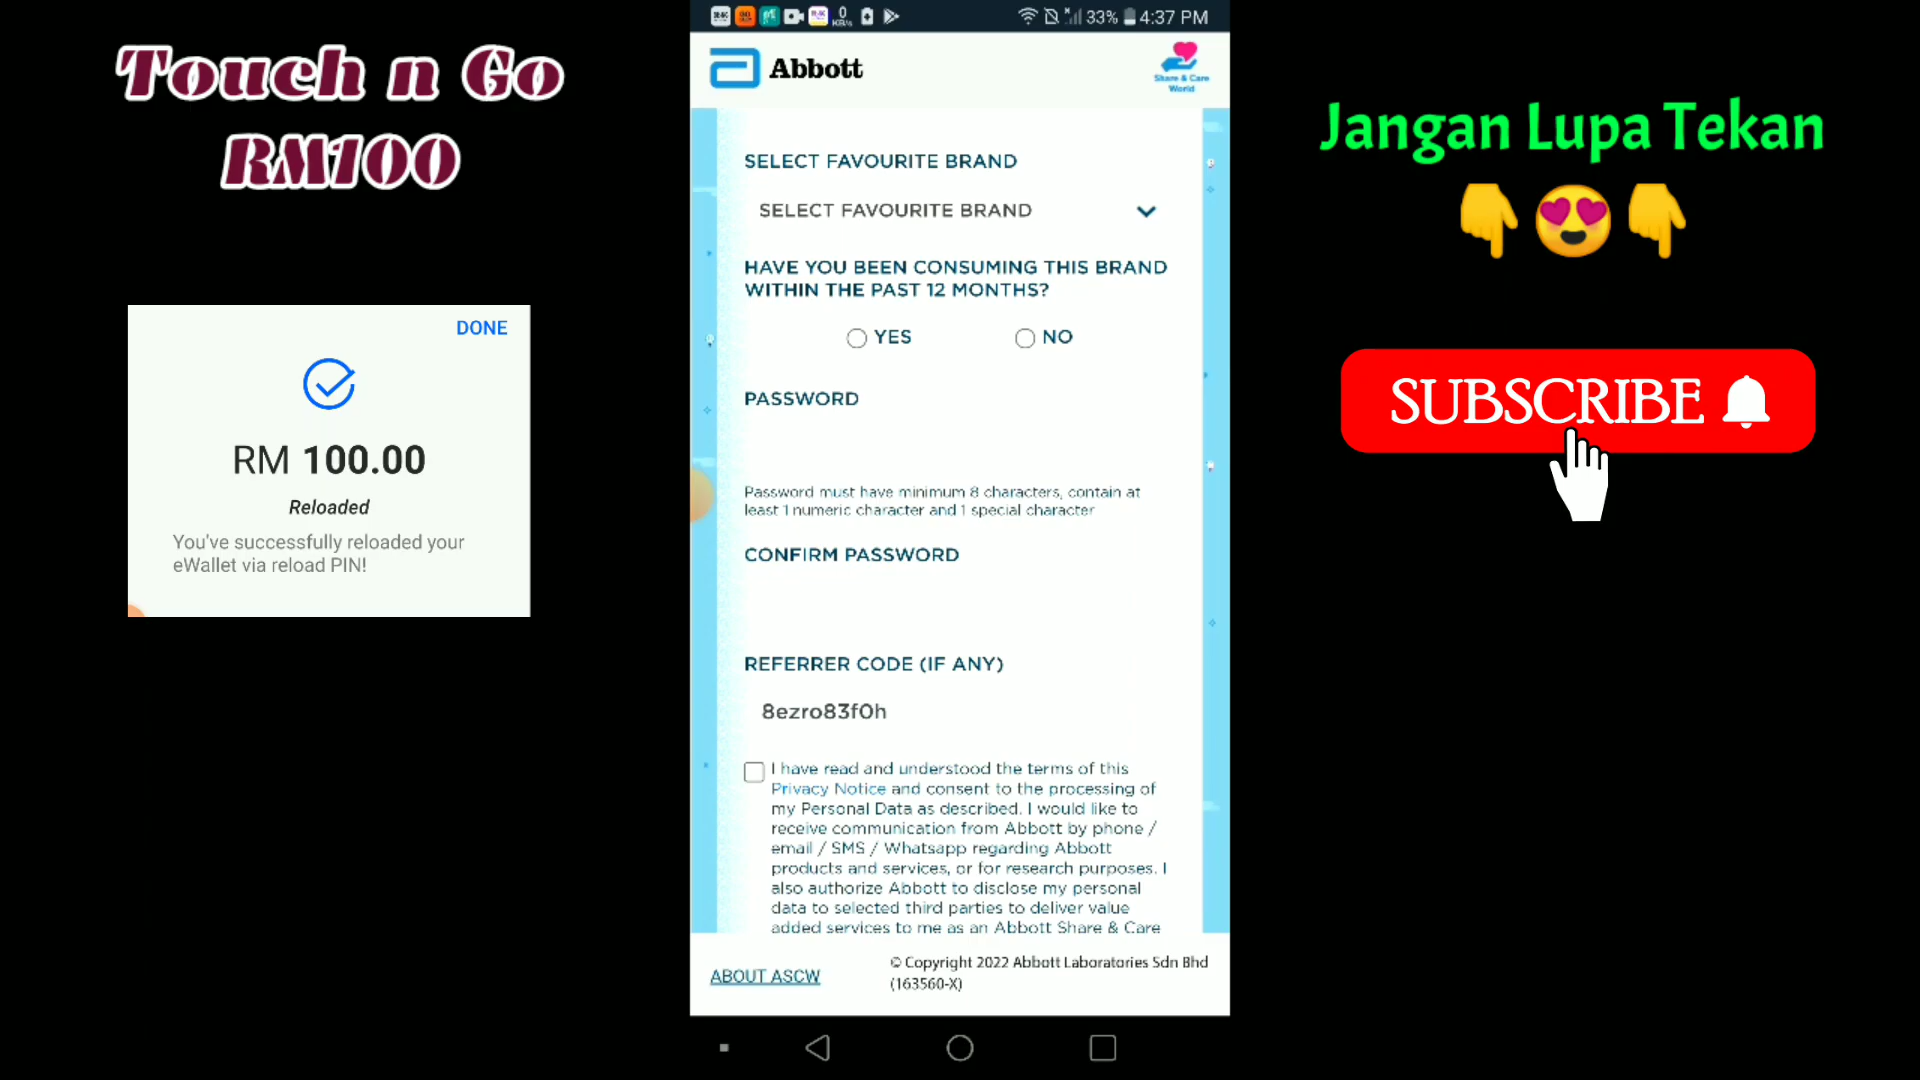 Touch n Go
RM100
DONE
RM 100.00
Reloaded
You've successfully reloaded your
eWallet via reload PIN!
33% 4:37 PM
Abbott
Share & Care
World
SELECT FAVOURITE BRAND
SELECT FAVOURITE BRAND
HAVE YOU BEEN CONSUMING THIS BRAND
WITHIN THE PAST 12 MONTHS?
YES NO
PASSWORD
Password must have minimum 8 characters, contain at
least 1 numeric character and 1 special character
CONFIRM PASSWORD
REFERRER CODE (IF ANY)
8ezro83f0h
I have read and understood the terms of this
Privacy Notice and consent to the processing of
my Personal Data as described. I would like to
receive communication from Abbott by phone /
email / SMS / Whatsapp regarding Abbott
products and services, or for research purposes. I
also authorize Abbott to disclose my personal
data to selected third parties to deliver value
added services to me as an Abbott Share & Care
ABOUT ASCW
© Copyright 2022 Abbott Laboratories Sdn Bhd
(163560-X)
Jangan Lupa Tekan
SUBSCRIBE